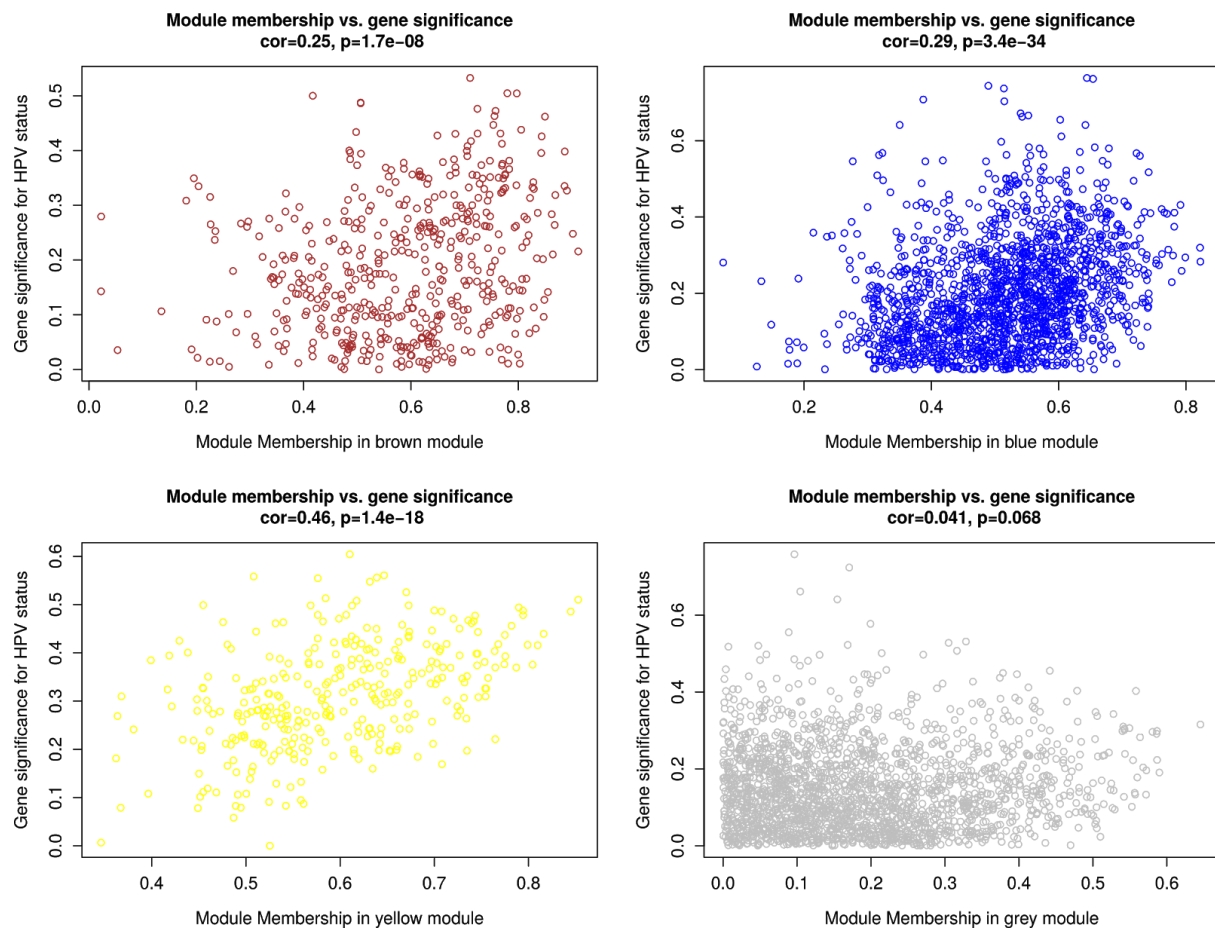 Module membership vs. gene significance
cor=0.25, p=1.7e−08
Gene significance for HPV status
0.5
0.4
0.3
0.2
0.1
0.0
0.0 0.2 0.4 0.6 0.8
Module Membership in brown module
Module membership vs. gene significance
cor=0.29, p=3.4e−34
Gene significance for HPV status
0.6
0.4
0.2
0.0
0.2 0.4 0.6 0.8
Module Membership in blue module
Module membership vs. gene significance
cor=0.46, p=1.4e−18
Gene significance for HPV status
0.6
0.5
0.4
0.3
0.2
0.1
0.0
0.4 0.5 0.6 0.7 0.8
Module Membership in yellow module
Module membership vs. gene significance
cor=0.041, p=0.068
Gene significance for HPV status
0.6
0.4
0.2
0.0
0.0 0.1 0.2 0.3 0.4 0.5 0.6
Module Membership in grey module